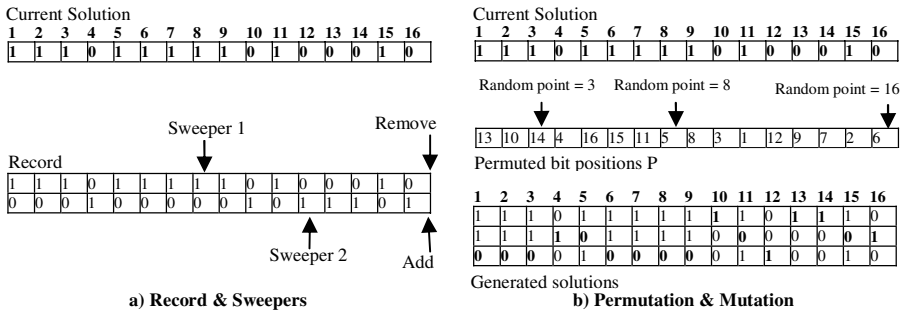 Current Solution
1 2 3 4 5 6 7 8 9 10 11 12 13 14 15 16
1 1 1 0 1 1 1 1 1 0 1 0 0 0 1 0
Sweeper 1
Remove
Record
1 1 1 0 1 1 1 1 1 0 1 0 0 0 1 0
0 0 0 1 0 0 0 0 0 1 0 1 1 1 0 1
Sweeper 2
Add
a) Record & Sweepers
Current Solution
1 2 3 4 5 6 7 8 9 10 11 12 13 14 15 16
1 1 1 0 1 1 1 1 1 0 1 0 0 0 1 0
Random point = 3
Random point = 8
Random point = 16
13 10 14 4 16 15 11 5 8 3 1 12 9 7 2 6
Permuted bit positions P
1 2 3 4 5 6 7 8 9 10 11 12 13 14 15 16
1 1 1 0 1 1 1 1 1 1 1 0 1 1 1 0
1 1 1 1 0 1 1 1 1 0 0 0 0 0 0 1
0 0 0 0 1 0 0 0 0 0 1 1 0 0 1 0
Generated solutions
b) Permutation & Mutation